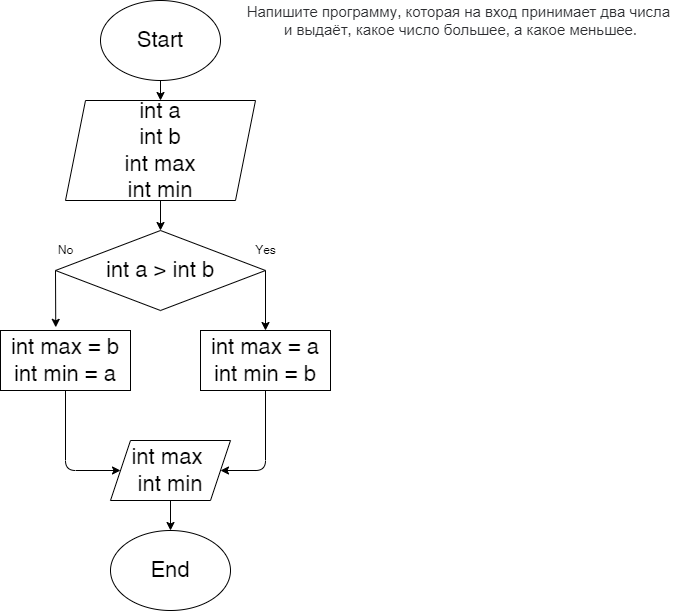 Напишите программу, которая на вход принимает два числа
и выдаёт, какое число большее, а какое меньшее.
Start
int a
int b
int max
int min
No
Yes
int a > int b
int max = b
int min = a
int max = a
int min = b
int max
int min
End